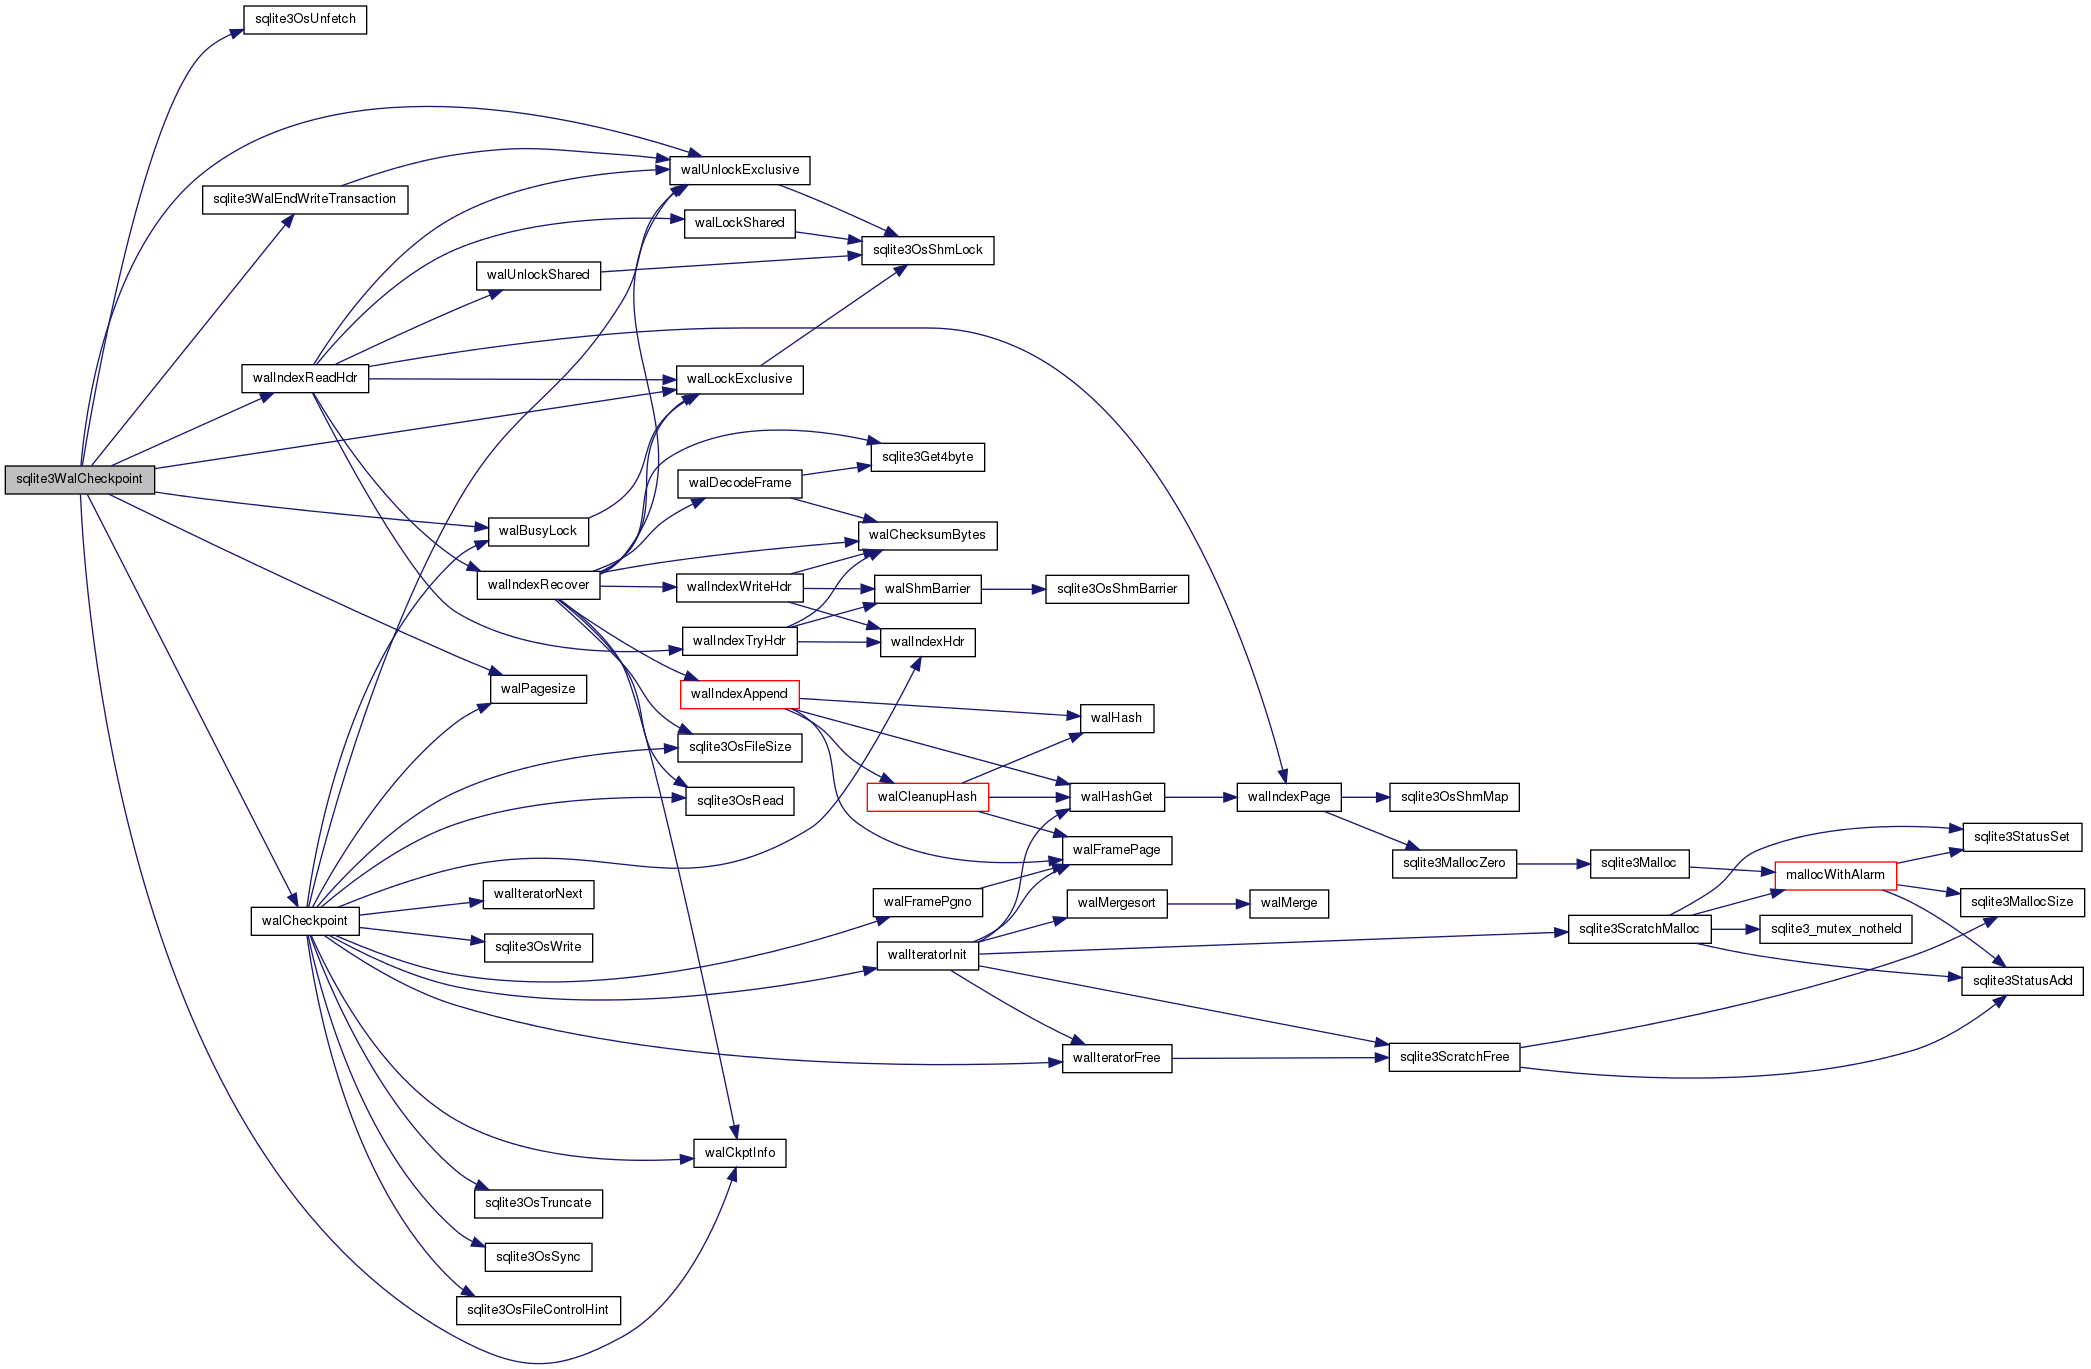 sqlite3OsUnfetch
walUnlockExclusive
sqlite3WalEndWriteTransaction
walLockShared
sqlite3OsShmLock
walUnlockShared
walIndexReadHdr
walLockExclusive
sqlite3Get4byte
sqlite3WalCheckpoint
walDecodeFrame
walBusyLock
walChecksumBytes
walIndexRecover
walIndexWriteHdr
walShmBarrier
sqlite3OsShmBarrier
walIndexTryHdr
walIndexHdr
walPagesize
walIndexAppend
walHash
sqlite3OsFileSize
sqlite3OsRead
walCleanupHash
walHashGet
walIndexPage
sqlite3OsShmMap
walFramePage
sqlite3MallocZero
sqlite3Malloc
mallocWithAlarm
sqlite3StatusSet
walIteratorNext
walFramePgno
walMergesort
walMerge
sqlite3MallocSize
walCheckpoint
sqlite3ScratchMalloc
sqlite3_mutex_notheld
sqlite3OsWrite
walIteratorInit
sqlite3StatusAdd
walIteratorFree
sqlite3ScratchFree
walCkptInfo
sqlite3OsTruncate
sqlite3OsSync
sqlite3OsFileControlHint